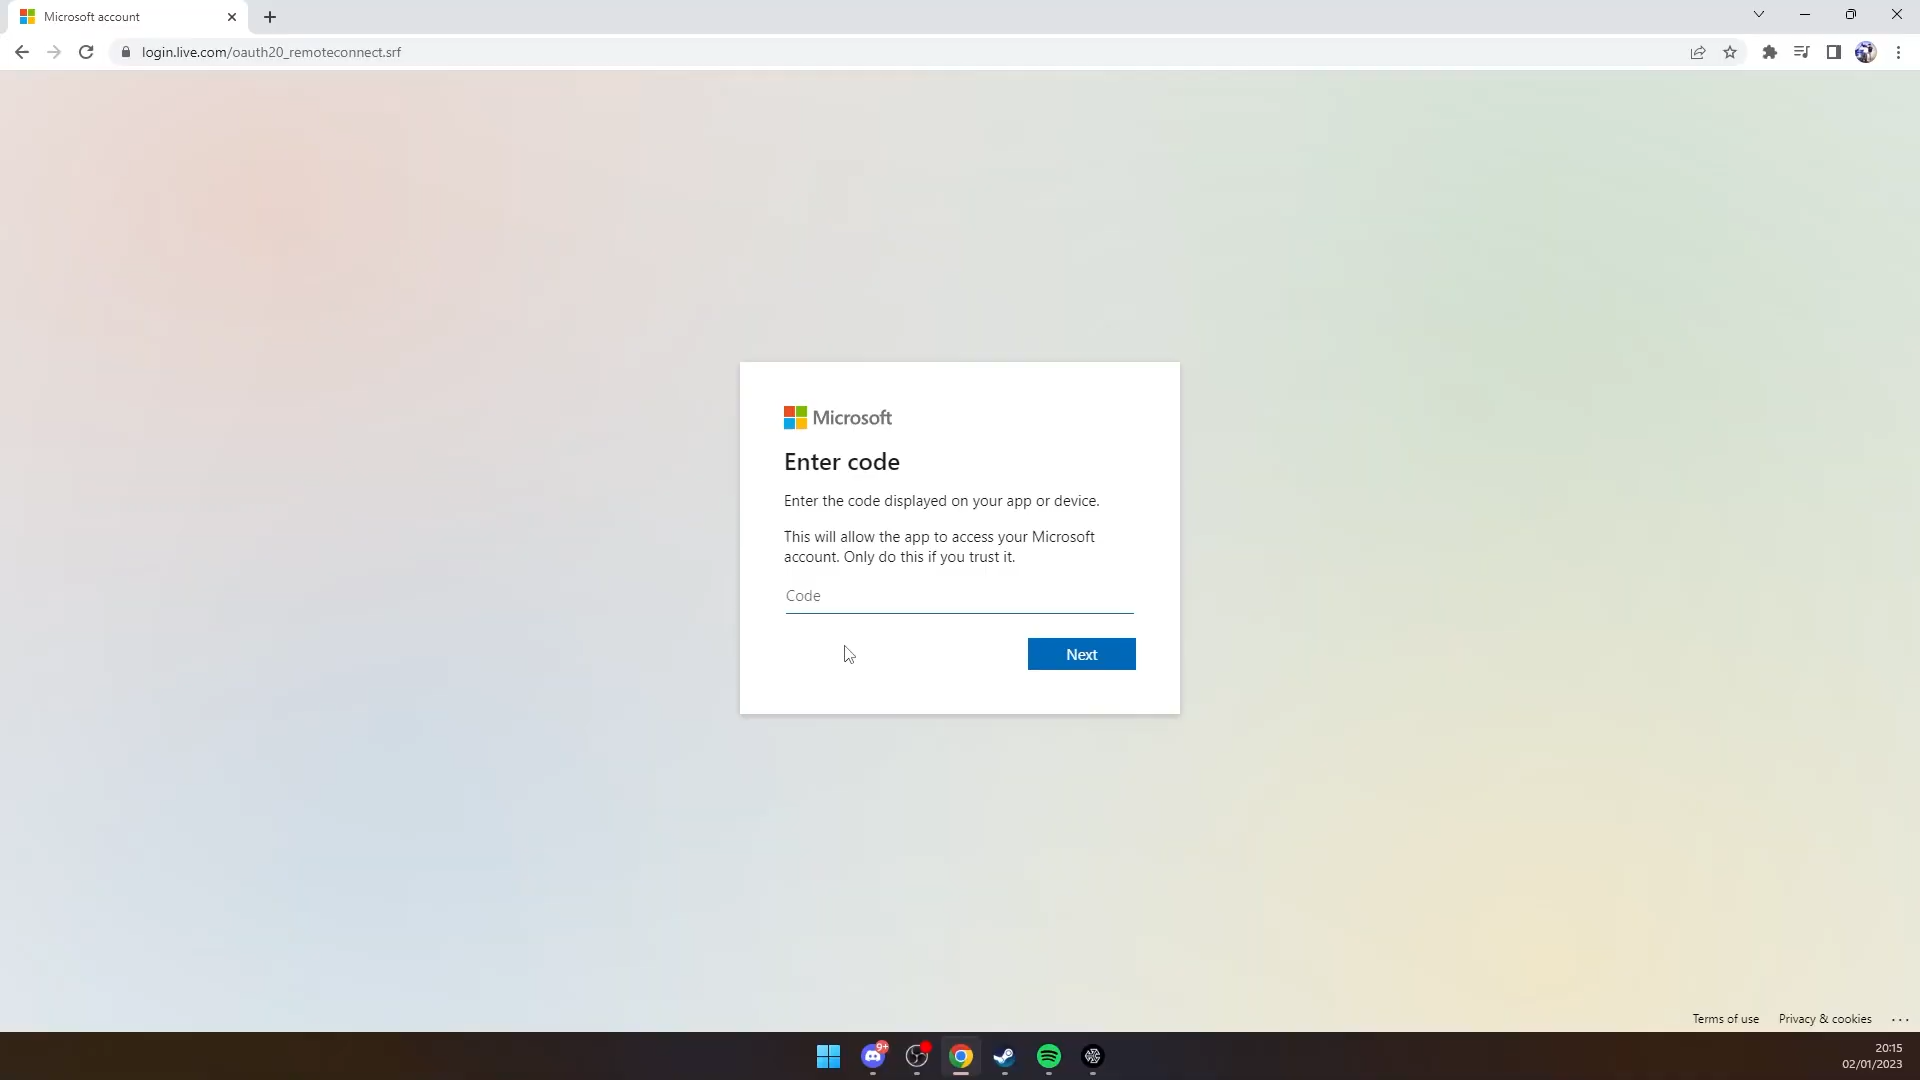 Microsoft account
login.live.com/oauth20_remoteconnect.srf
Microsoft
Enter code
Enter the code displayed on your app or device.
This will allow the app to access your Microsoft
account. Only do this if you trust it.
Code
Next
Terms of use Privacy & cookies ...
9+
20:15
02/01/2023